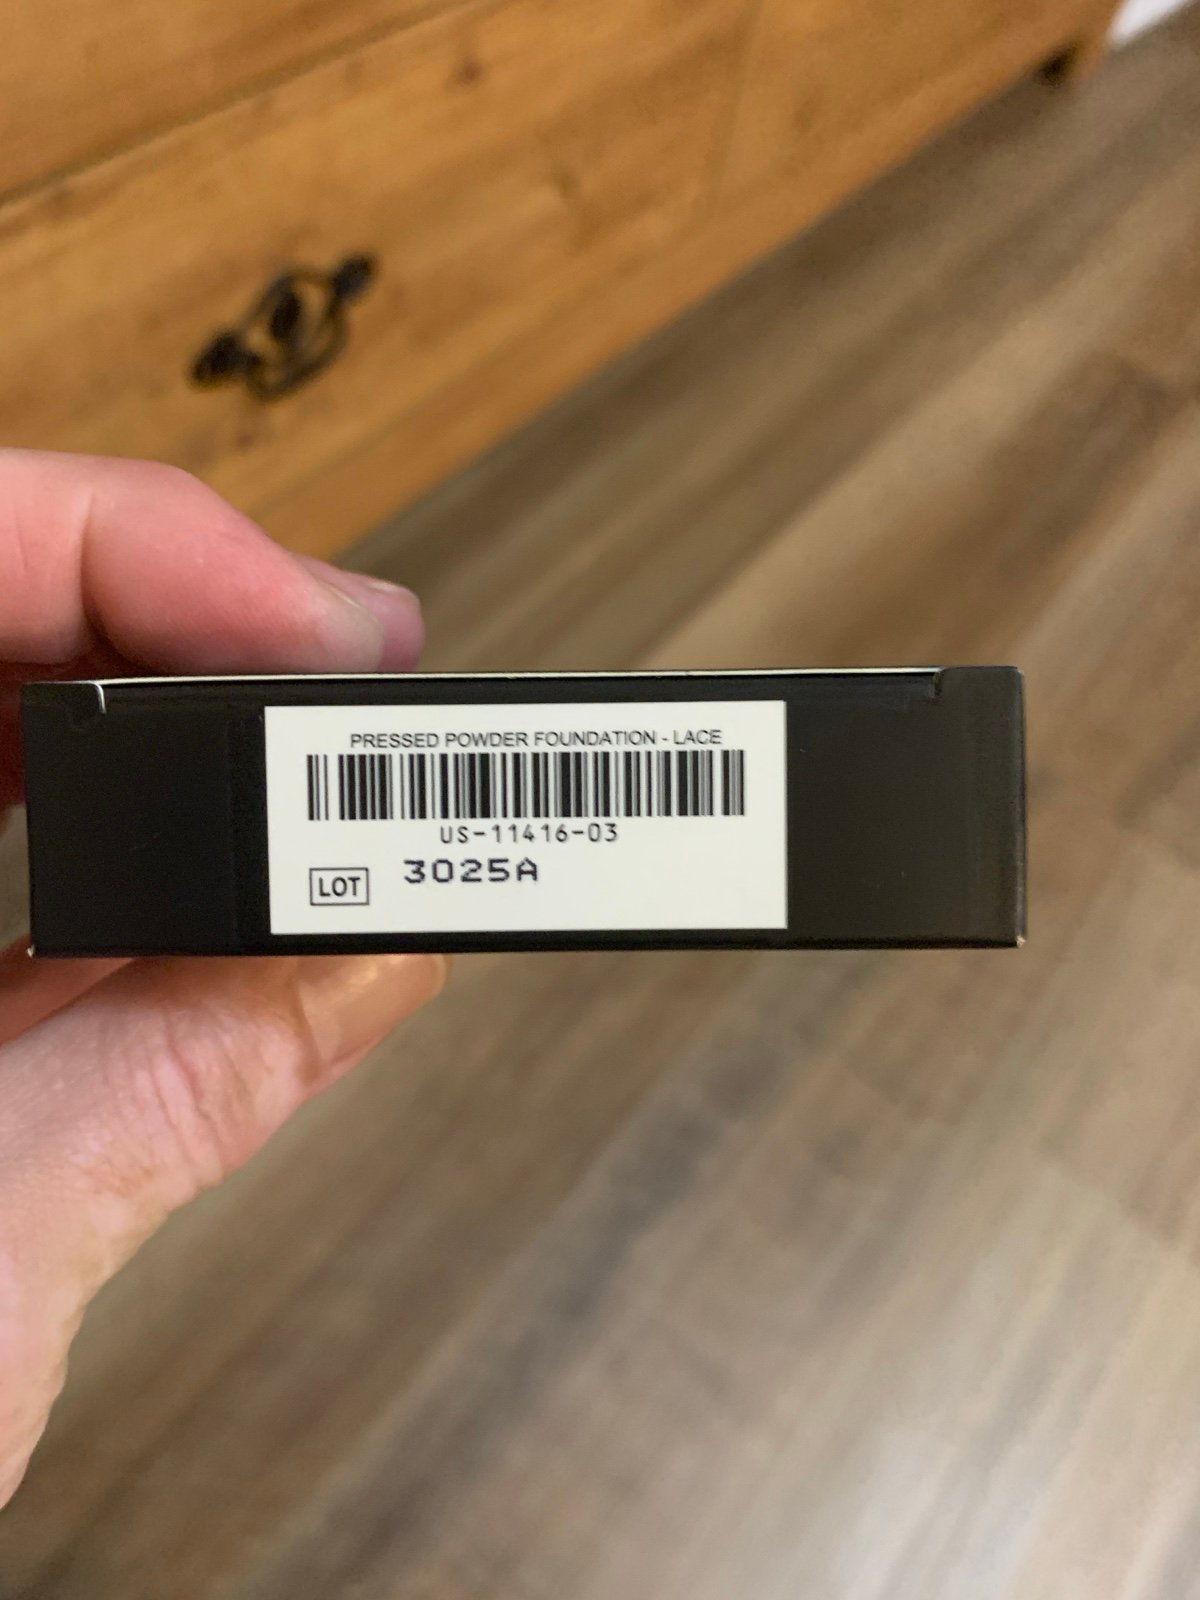 PRESSED POWDER FOUNDATION - LACE
US-11416-03
LOT 3025A